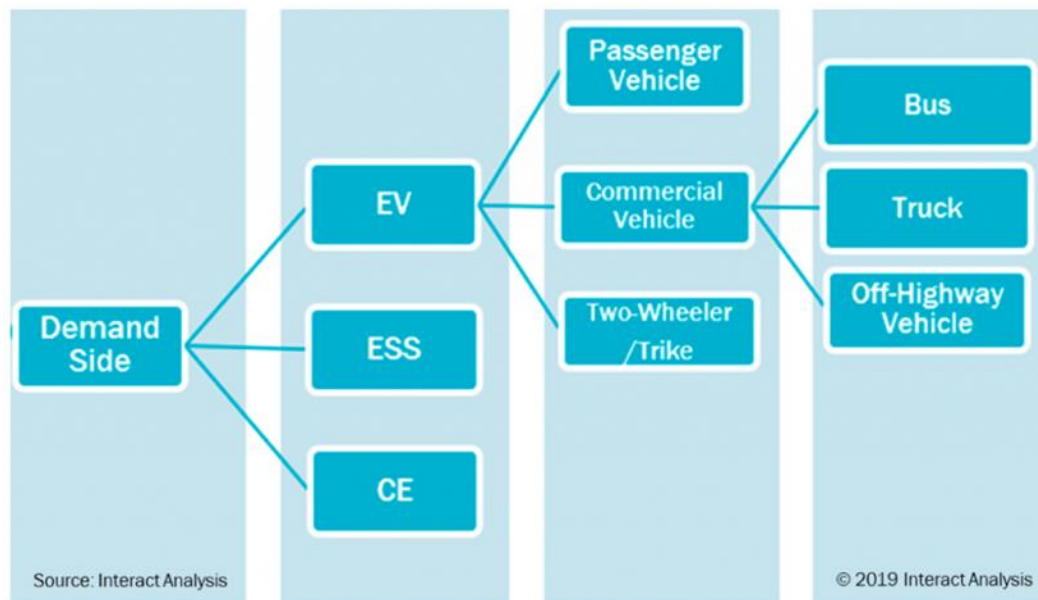 Demand
Side
EV
ESS
CE
Passenger
Vehicle
Commercial
Vehicle
Two-Wheeler
/Trike
Bus
Truck
Off-Highway
Vehicle
Source: Interact Analysis
© 2019 Interact Analysis